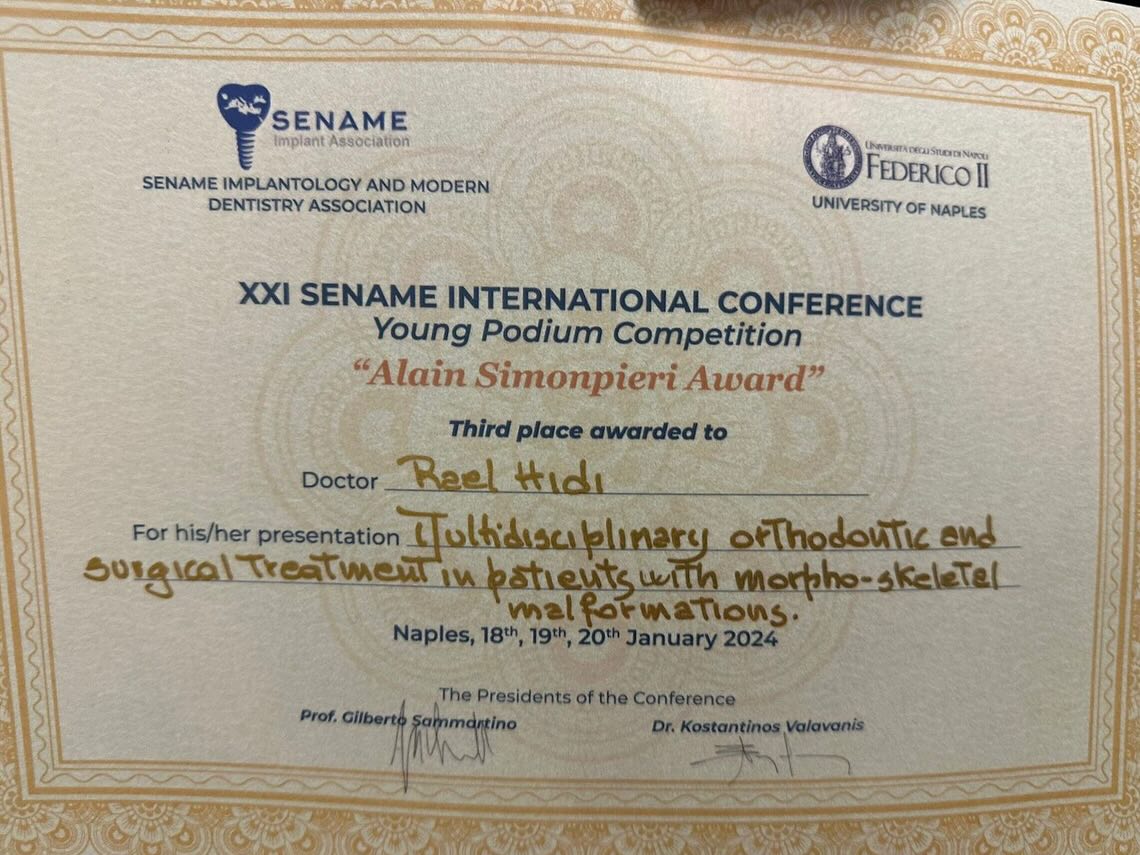 SENAME
Implant Association
SENAME IMPLANTOLOGY AND MODERN
DENTISTRY ASSOCIATION
UNIVERSITÀ DEGLI STUDI DI NAPOLI
FEDERICO II
UNIVERSITY OF NAPLES
XXI SENAME INTERNATIONAL CONFERENCE
Young Podium Competition
“Alain Simonpieri Award”
Third place awarded to
Doctor Rael Hidi
For his/her presentation Multidisciplinary orthodontic and
surgical treatment in patients with morpho-skeletal
malformations.
Naples, 18th, 19th, 20th January 2024
The Presidents of the Conference
Prof. Gilberto Sammartino
Dr. Kostantinos Valavanis